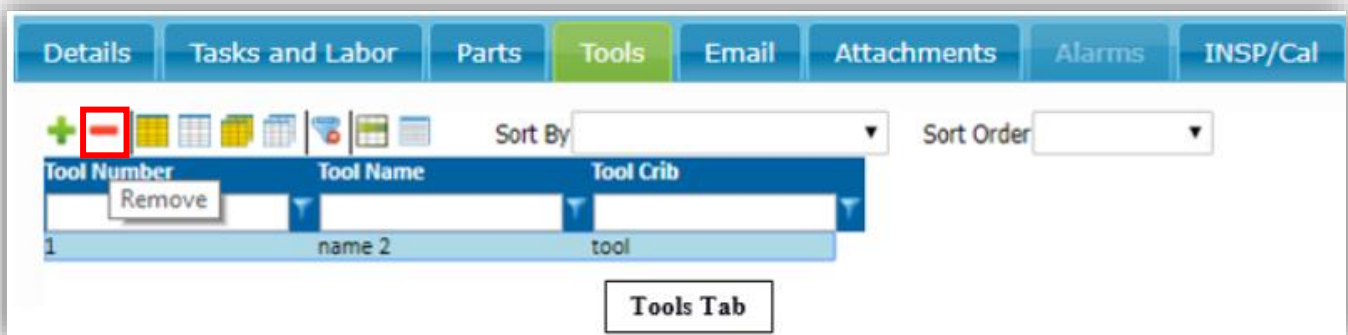 Details Tasks and Labor Parts Tools Email Attachments Alarms INSP/Cal
Sort By Sort Order
Tool Number Tool Name Tool Crib
Remove
1 name 2 tool
Tools Tab